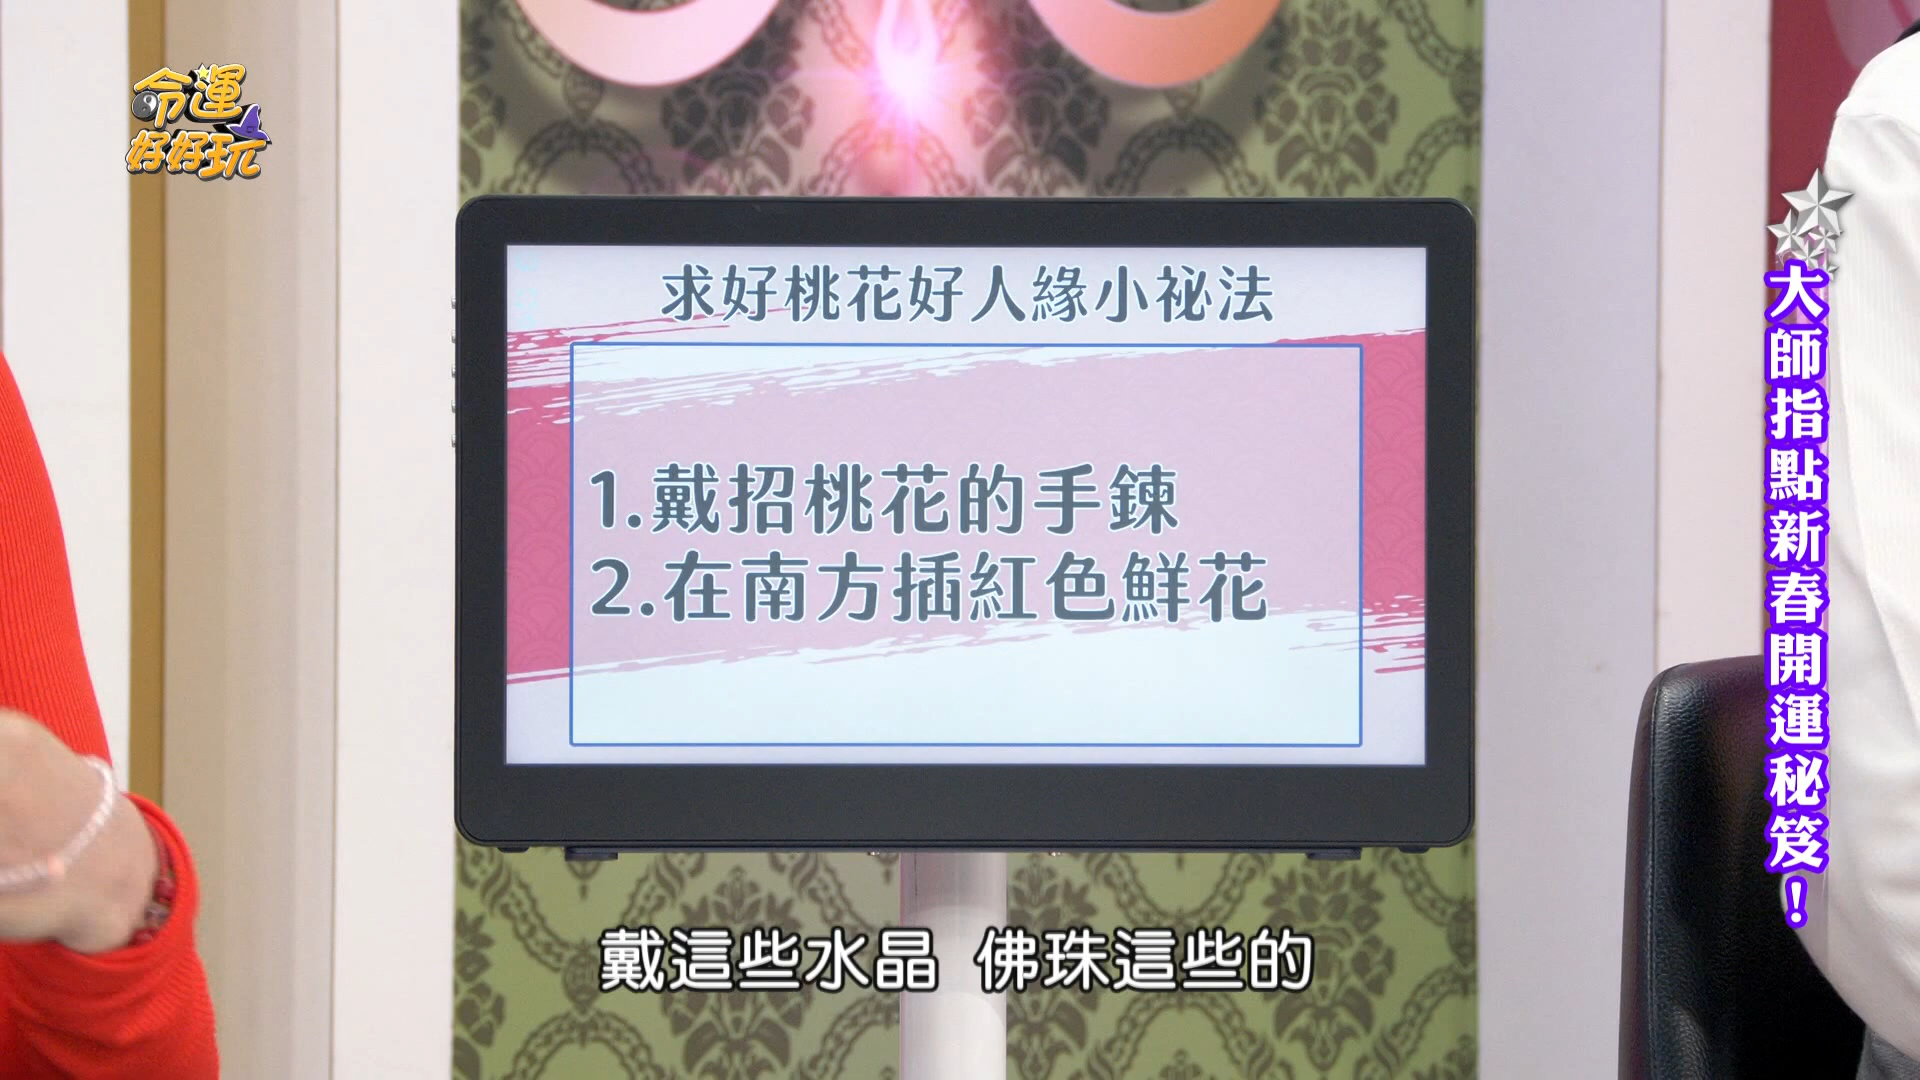 命運
好好玩
求好桃花好人緣小祕法
1.戴招桃花的手鍊
2.在南方插紅色鮮花
大師指點新春開運秘笈！
戴這些水晶 佛珠這些的